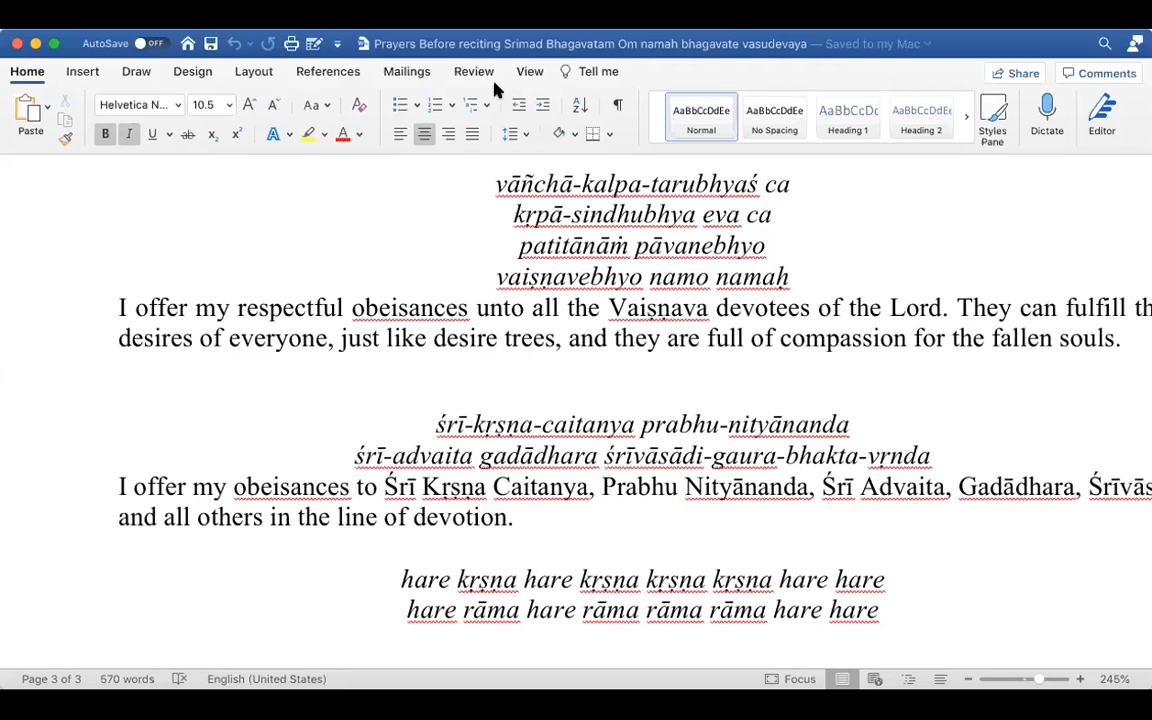 AutoSave OFF Prayers Before reciting Srimad Bhagavatam Om namah bhagavate vasudevaya — Saved to my Mac
Home Insert Draw Design Layout References Mailings Review View Tell me Share Comments
Paste Helvetica N... 10.5 AaBbCcDdEe AaBbCcDdEe AaBbCcDd AaBbCcDdEe
Normal No Spacing Heading 1 Heading 2 Styles Pane Dictate Editor
vāñchā-kalpa-tarubhyaś ca
kṛpā-sindhubhya eva ca
patitānāṁ pāvanebhyo
vaiṣṇavebhyo namo namaḥ
I offer my respectful obeisances unto all the Vaiṣṇava devotees of the Lord. They can fulfill th
desires of everyone, just like desire trees, and they are full of compassion for the fallen souls.
śrī-kṛṣṇa-caitanya prabhu-nityānanda
śrī-advaita gadādhara śrīvāsādi-gaura-bhakta-vṛnda
I offer my obeisances to Śrī Kṛṣṇa Caitanya, Prabhu Nityānanda, Śrī Advaita, Gadādhara, Śrīvās
and all others in the line of devotion.
hare kṛṣṇa hare kṛṣṇa kṛṣṇa kṛṣṇa hare hare
hare rāma hare rāma rāma rāma hare hare
Page 3 of 3 570 words English (United States) Focus 245%